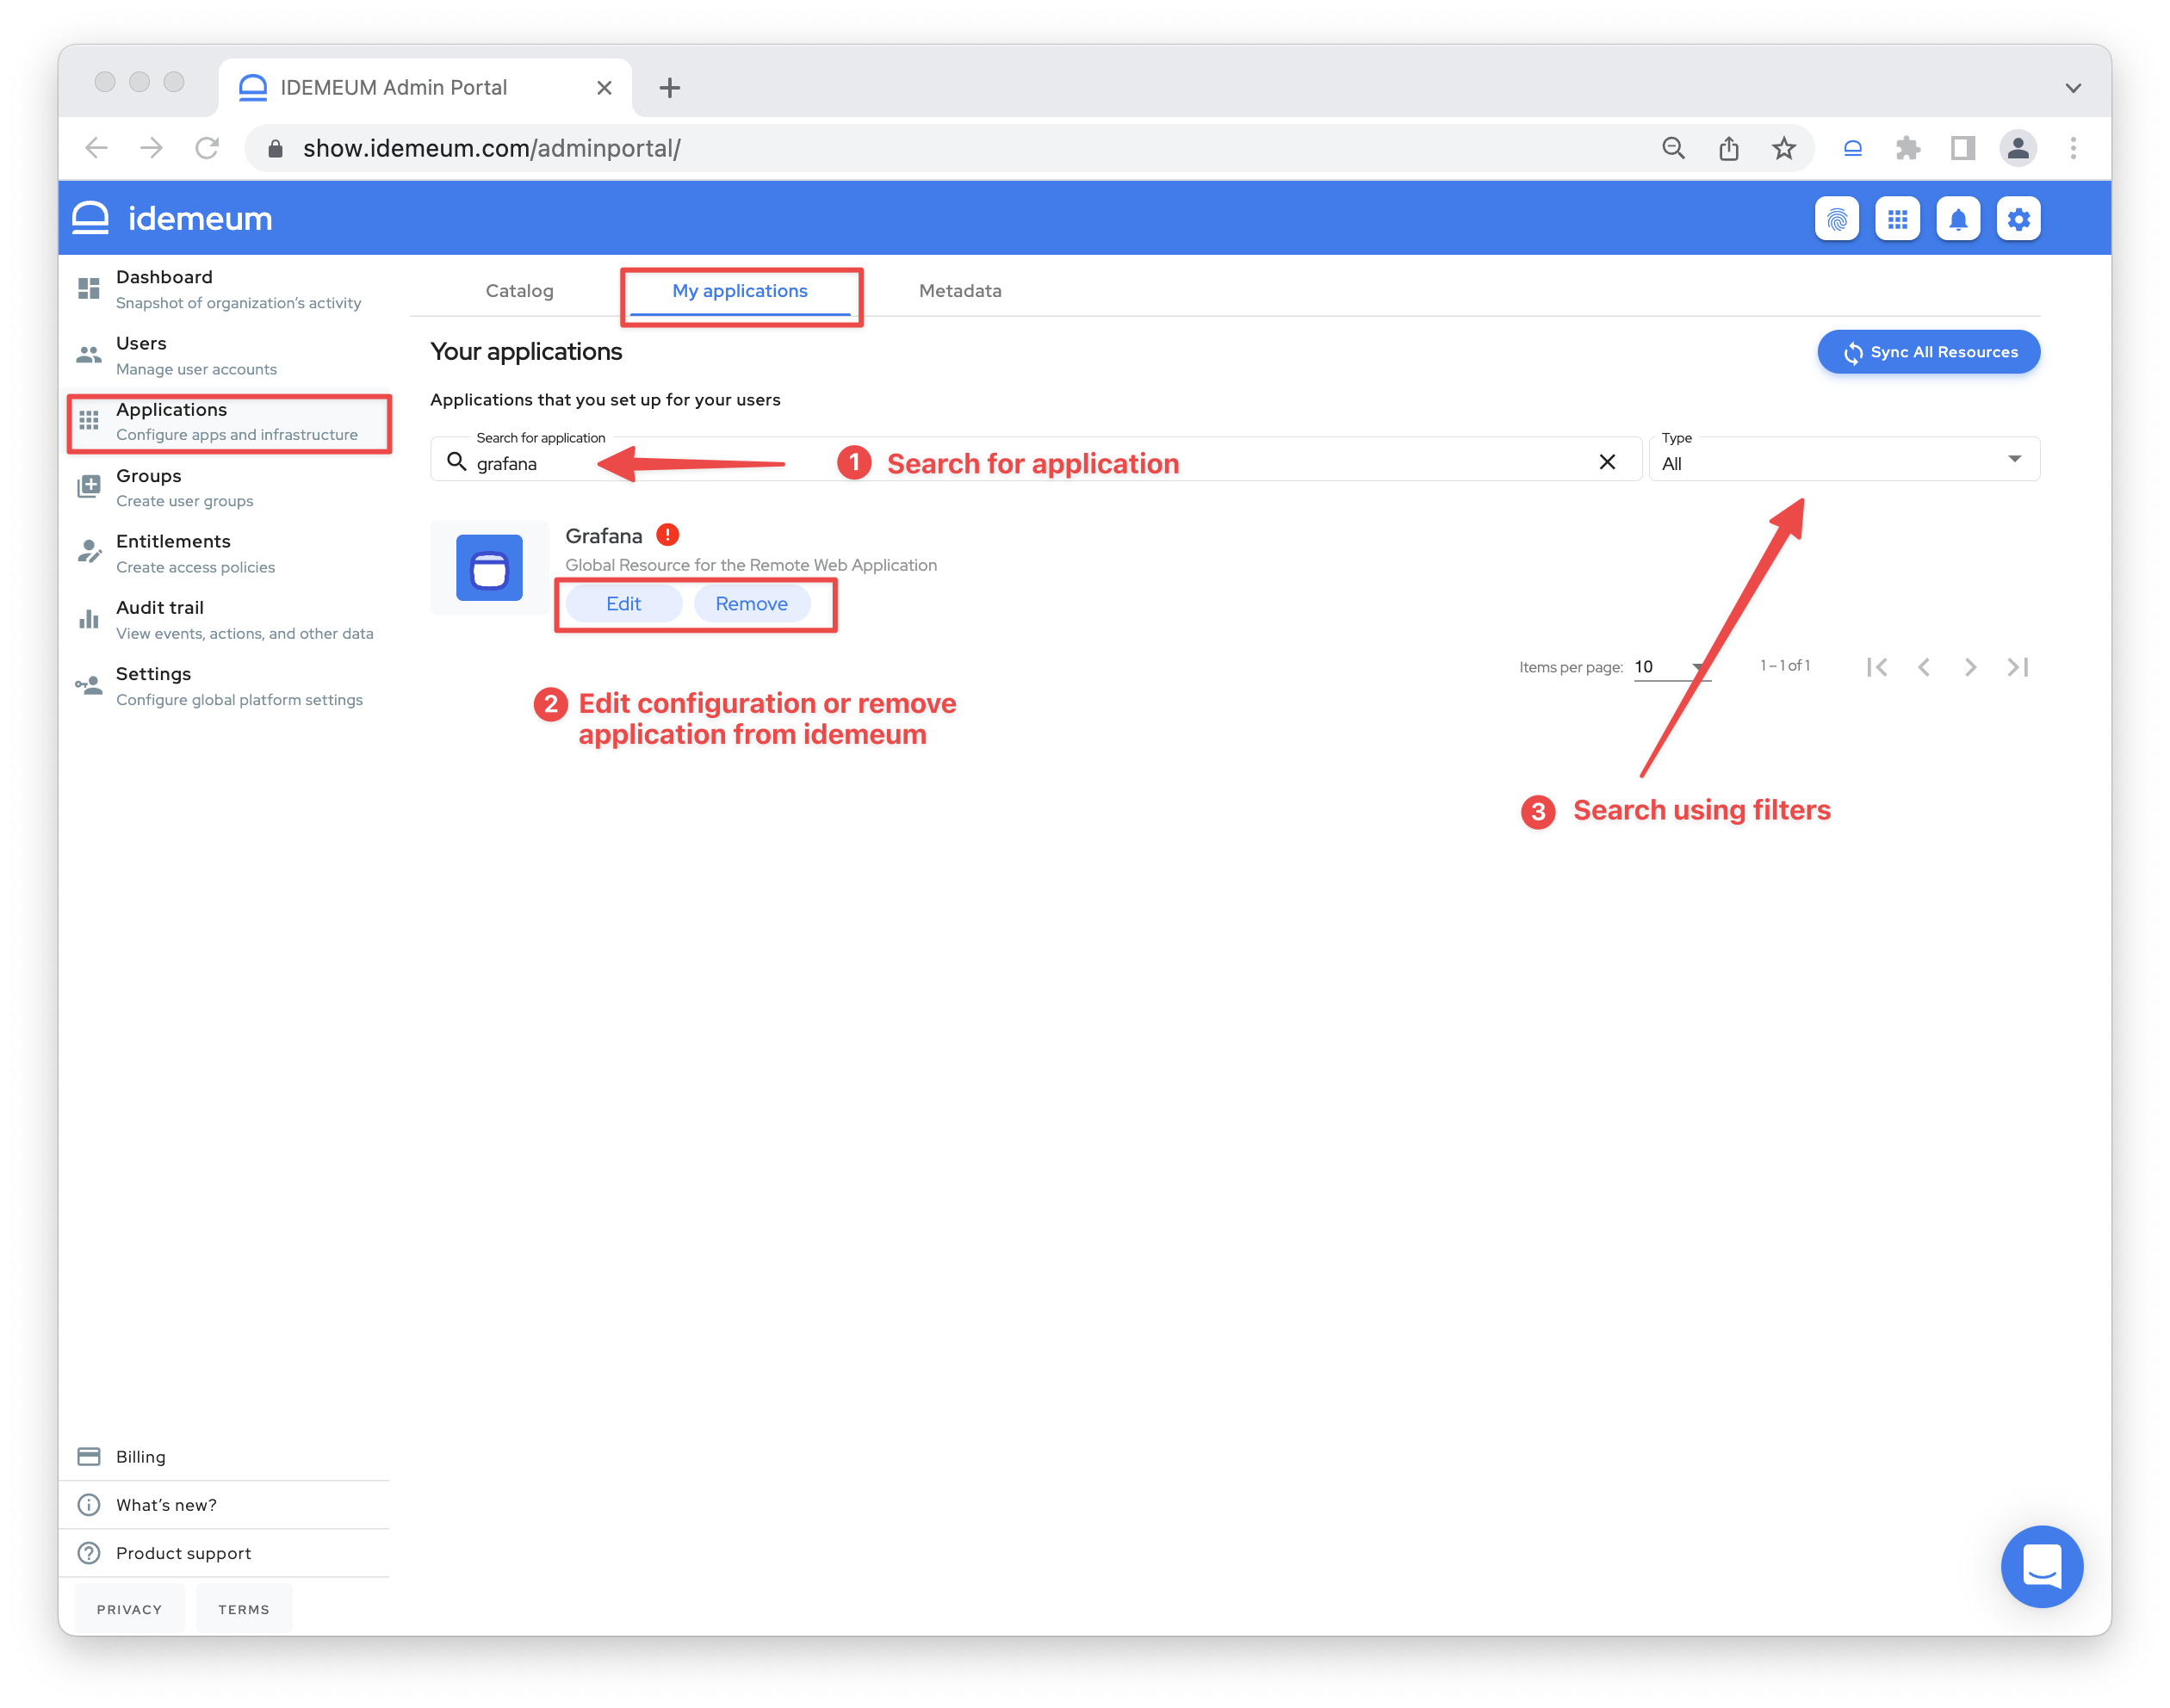 IDEMEUM Admin Portal
show.idemeum.com/adminportal/
idemeum
Dashboard
Snapshot of organization's activity
Users
Manage user accounts
Applications
Configure apps and infrastructure
Groups
Create user groups
Entitlements
Create access policies
Audit trail
View events, actions, and other data
Settings
Configure global platform settings
Catalog
My applications
Metadata
Your applications
Sync All Resources
Applications that you set up for your users
Search for application
grafana
1 Search for application
Type
All
Grafana
Global Resource for the Remote Web Application
Edit
Remove
Items per page: 10
1 – 1 of 1
2 Edit configuration or remove
application from idemeum
3 Search using filters
Billing
What's new?
Product support
PRIVACY
TERMS